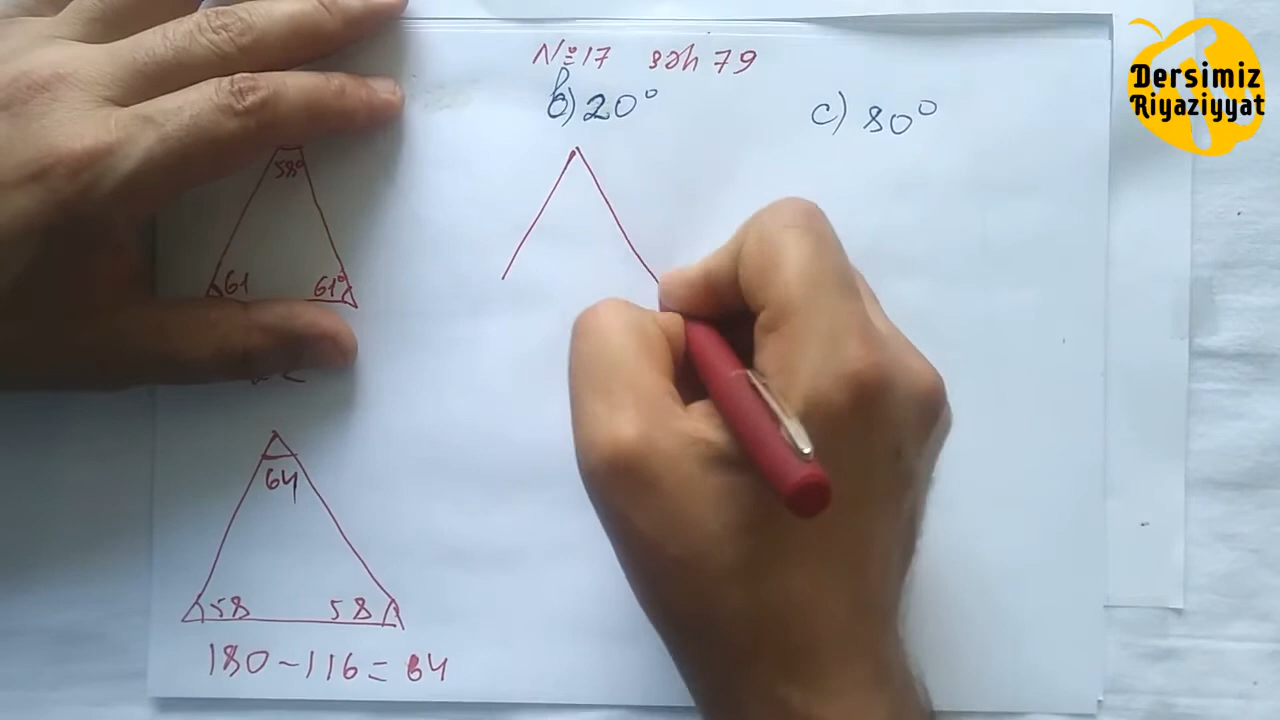 №17 səh 79
b) 20°
c) 80°
58°
61
61°
64
58
58
180-116=64
Dersimiz
Riyaziyyat